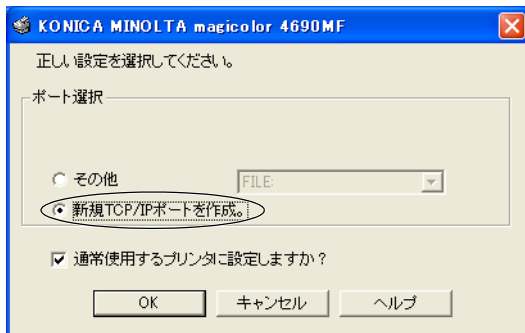 KONICA MINOLTA magicolor 4690MF
正しい設定を選択してください。
ポート選択
その他 FILE:
新規TCP/IPポートを作成。
通常使用するプリンタに設定しますか？
OK キャンセル ヘルプ